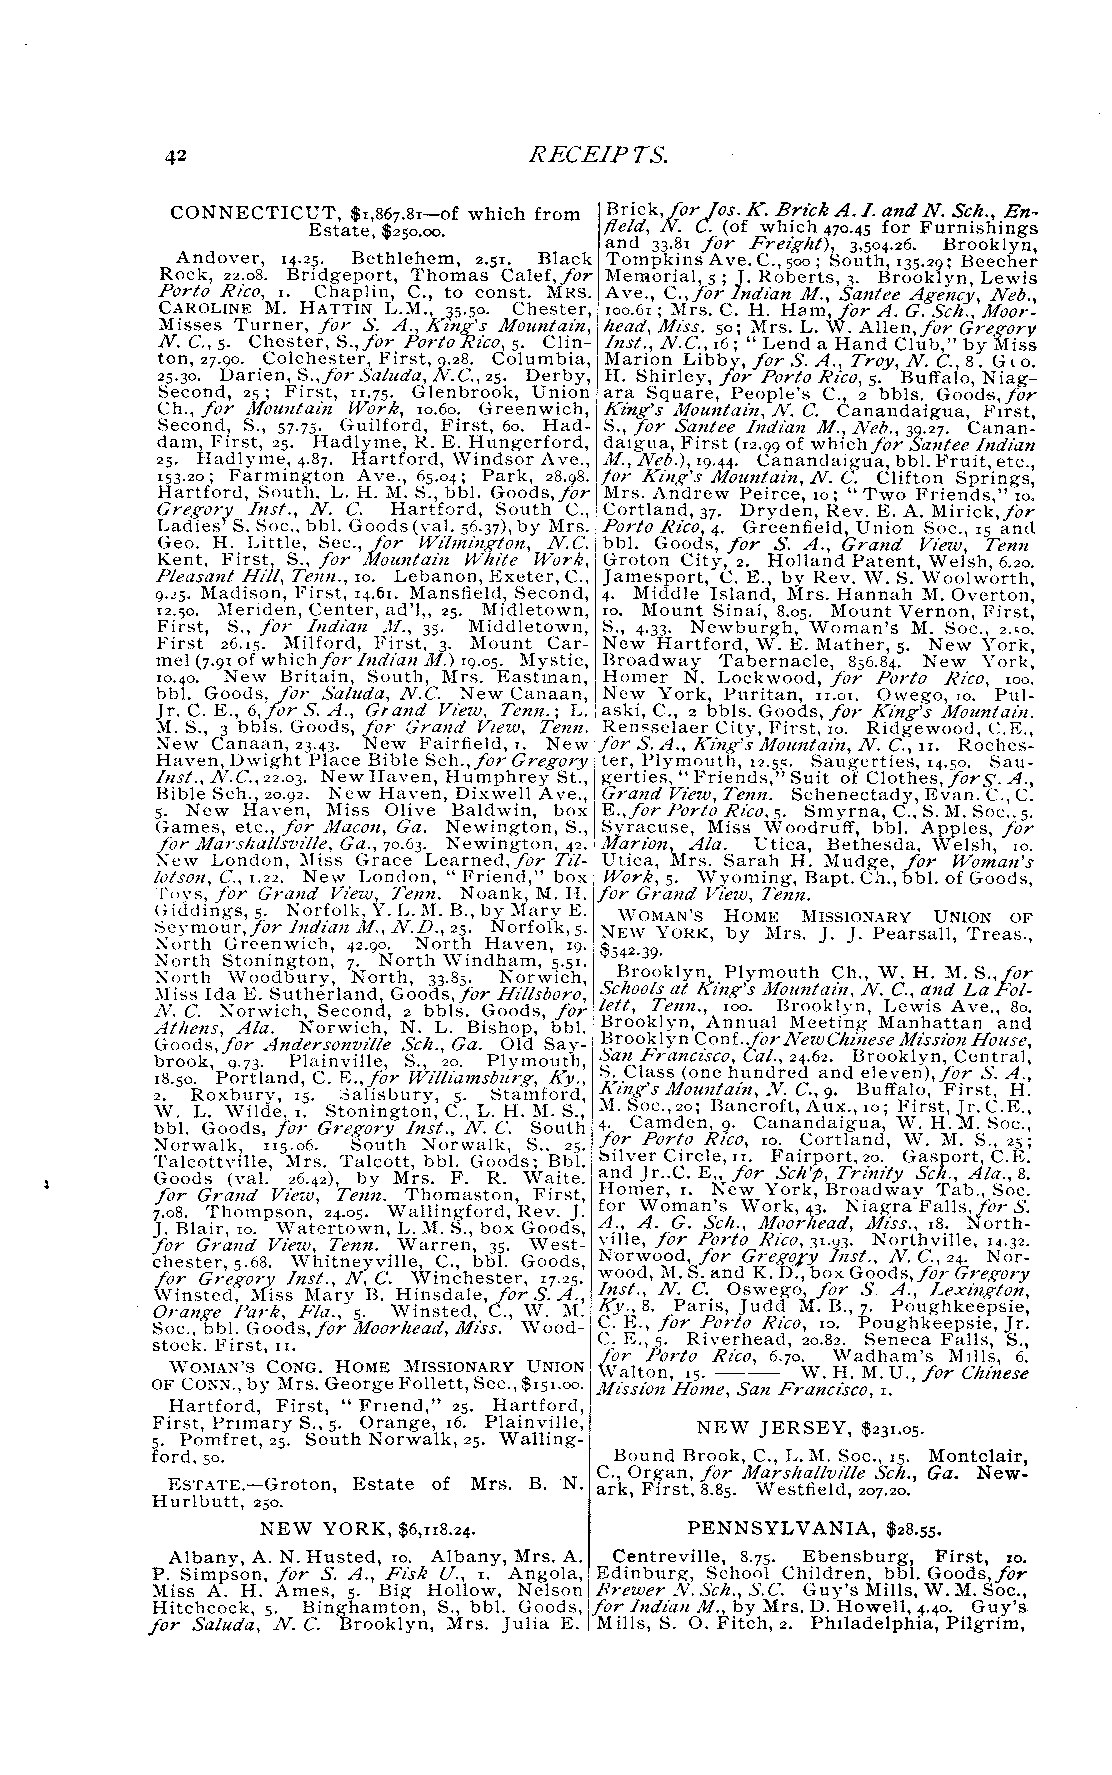 42
RECEIPTS.
CONNECTICUT, $1,867.81—of which from
Estate, $250.00.
Andover, 14.25. Bethlehem, 2.51. Black
Rock, 22.08. Bridgeport, Thomas Calef, for
Porto Rico, 1. Chaplin, C., to const. MRS.
CAROLINE M. HATTIN L.M., 35.50. Chester,
Misses Turner, for S. A., King's Mountain,
N. C., 5. Chester, S., for Porto Rico, 5. Clin-
ton, 27.90. Colchester, First, 9.28. Columbia,
25.30. Darien, S., for Saluda, N.C., 25. Derby,
Second, 25; First, 11.75. Glenbrook, Union
Ch., for Mountain Work, 10.60. Greenwich,
Second, S., 57.75. Guilford, First, 60. Had-
dam, First, 25. Hadlyme, R. E. Hungerford,
25. Hadlyme, 4.87. Hartford, Windsor Ave.,
153.20; Farmington Ave., 65.04; Park, 28.98.
Hartford, South, L. H. M. S., bbl. Goods, for
Gregory Inst., N. C. Hartford, South C.,
Ladies' S. Soc., bbl. Goods (val. 56.37), by Mrs.
Geo. H. Little, Sec., for Wilmington, N.C.
Kent, First, S., for Mountain White Work,
Pleasant Hill, Tenn., 10. Lebanon, Exeter, C.,
9.25. Madison, First, 14.61. Mansfield, Second,
12.50. Meriden, Center, ad'l,, 25. Midletown,
First, S., for Indian M., 35. Middletown,
First 26.15. Milford, First, 3. Mount Car-
mel (7.91 of which for Indian M.) 19.05. Mystic,
10.40. New Britain, South, Mrs. Eastman,
bbl. Goods, for Saluda, N.C. New Canaan,
Jr. C. E., 6, for S. A., Grand View, Tenn.; L.
M. S., 3 bbls. Goods, for Grand View, Tenn.
New Canaan, 23.43. New Fairfield, 1. New
Haven, Dwight Place Bible Sch., for Gregory
Inst., N.C., 22.03. New Haven, Humphrey St.,
Bible Sch., 20.92. New Haven, Dixwell Ave.,
5. New Haven, Miss Olive Baldwin, box
Games, etc., for Macon, Ga. Newington, S.,
for Marshallsville, Ga., 70.63. Newington, 42.
New London, Miss Grace Learned, for Til-
lotson, C., 1.22. New London, "Friend," box
Toys, for Grand View, Tenn. Noank, M. H.
Giddings, 5. Norfolk, Y. L. M. B., by Mary E.
Seymour, for Indian M., N.D., 25. Norfolk, 5.
North Greenwich, 42.90. North Haven, 19.
North Stonington, 7. North Windham, 5.51.
North Woodbury, North, 33.85. Norwich,
Miss Ida E. Sutherland, Goods, for Hillsboro,
N. C. Norwich, Second, 2 bbls. Goods, for
Athens, Ala. Norwich, N. L. Bishop, bbl.
Goods, for Andersonville Sch., Ga. Old Say-
brook, 9.73. Plainville, S., 20. Plymouth,
18.50. Portland, C. E., for Williamsburg, Ky.,
2. Roxbury, 15. Salisbury, 5. Stamford,
W. L. Wilde, 1. Stonington, C., L. H. M. S.,
bbl. Goods, for Gregory Inst., N. C. South
Norwalk, 115.06. South Norwalk, S., 25.
Talcottville, Mrs. Talcott, bbl. Goods; Bbl.
Goods (val. 26.42), by Mrs. F. R. Waite.
for Grand View, Tenn. Thomaston, First,
7.08. Thompson, 24.05. Wallingford, Rev. J.
J. Blair, 10. Watertown, L. M. S., box Goods,
for Grand View, Tenn. Warren, 35. West-
chester, 5.68. Whitneyville, C., bbl. Goods,
for Gregory Inst., N, C. Winchester, 17.25.
Winsted, Miss Mary B. Hinsdale, for S. A.,
Orange Park, Fla., 5. Winsted, C., W. M.
Soc., bbl. Goods, for Moorhead, Miss. Wood-
stock. First, 11.
WOMAN'S CONG. HOME MISSIONARY UNION
OF CONN., by Mrs. George Follett, Sec., $151.00.
Hartford, First, "Friend," 25. Hartford,
First, Primary S., 5. Orange, 16. Plainville,
5. Pomfret, 25. South Norwalk, 25. Walling-
ford, 50.
ESTATE.—Groton, Estate of Mrs. B. N.
Hurlbutt, 250.
NEW YORK, $6,118.24.
Albany, A. N. Husted, 10. Albany, Mrs. A.
P. Simpson, for S. A., Fisk U., 1. Angola,
Miss A. H. Ames, 5. Big Hollow, Nelson
Hitchcock, 5. Binghamton, S., bbl. Goods,
for Saluda, N. C. Brooklyn, Mrs. Julia E.
Brick, for Jos. K. Brick A. I. and N. Sch., En-
field, N. C. (of which 470.45 for Furnishings
and 33.81 for Freight), 3,504.26. Brooklyn,
Tompkins Ave. C., 500; South, 135.29; Beecher
Memorial, 5; J. Roberts, 3. Brooklyn, Lewis
Ave., C., for Indian M., Santee Agency, Neb.,
100.61; Mrs. C. H. Ham, for A. G. Sch., Moor-
head, Miss. 50; Mrs. L. W. Allen, for Gregory
Inst., N.C., 16; "Lend a Hand Club," by Miss
Marion Libby, for S. A., Troy, N. C., 8. Geo.
H. Shirley, for Porto Rico, 5. Buffalo, Niag-
ara Square, People's C., 2 bbls. Goods, for
King's Mountain, N. C. Canandaigua, First,
S., for Santee Indian M., Neb., 39.27. Canan-
daigua, First (12.99 of which for Santee Indian
M., Neb.), 19.44. Canandaigua, bbl. Fruit, etc.,
for King's Mountain, N. C. Clifton Springs,
Mrs. Andrew Peirce, 10; "Two Friends," 10.
Cortland, 37. Dryden, Rev. E. A. Mirick, for
Porto Rico, 4. Greenfield, Union Soc., 15 and
bbl. Goods, for S. A., Grand View, Tenn
Groton City, 2. Holland Patent, Welsh, 6.20.
Jamesport, C. E., by Rev. W. S. Woolworth,
4. Middle Island, Mrs. Hannah M. Overton,
10. Mount Sinai, 8.05. Mount Vernon, First,
S., 4.33. Newburgh, Woman's M. Soc., 2.50.
New Hartford, W. E. Mather, 5. New York,
Broadway Tabernacle, 856.84. New York,
Homer N. Lockwood, for Porto Rico, 100.
New York, Puritan, 11.01. Owego, 10. Pul-
aski, C., 2 bbls. Goods, for King's Mountain.
Rensselaer City, First, 10. Ridgewood, C.E.,
for S. A., King's Mountain, N. C., 11. Roches-
ter, Plymouth, 12.55. Saugerties, 14.50. Sau-
gerties, "Friends," Suit of Clothes, for S. A.,
Grand View, Tenn. Schenectady, Evan. C., C.
E., for Porto Rico, 5. Smyrna, C., S. M. Soc., 5.
Syracuse, Miss Woodruff, bbl. Apples, for
Marion, Ala. Utica, Bethesda, Welsh, 10.
Utica, Mrs. Sarah H. Mudge, for Woman's
Work, 5. Wyoming, Bapt. Ch., bbl. of Goods,
for Grand View, Tenn.
WOMAN'S HOME MISSIONARY UNION OF
NEW YORK, by Mrs. J. J. Pearsall, Treas.,
$542.39.
Brooklyn, Plymouth Ch., W. H. M. S., for
Schools at King's Mountain, N. C., and La Fol-
lett, Tenn., 100. Brooklyn, Lewis Ave., 80.
Brooklyn, Annual Meeting Manhattan and
Brooklyn Conf. for New Chinese Mission House,
San Francisco, Cal., 24.62. Brooklyn, Central,
S. Class (one hundred and eleven), for S. A.,
King's Mountain, N. C., 9. Buffalo, First, H.
M. Soc., 20; Bancroft, Aux., 10; First, Jr. C.E.,
4. Camden, 9. Canandaigua, W. H. M. Soc.,
for Porto Rico, 10. Cortland, W. M. S., 25;
Silver Circle, 11. Fairport, 20. Gasport, C.E.
and Jr..C. E., for Sch'p, Trinity Sch., Ala., 8.
Homer, 1. New York, Broadway Tab., Soc.
for Woman's Work, 43. Niagra Falls, for S.
A., A. G. Sch., Moorhead, Miss., 18. North-
ville, for Porto Rico, 31.93. Northville, 14.32.
Norwood, for Gregory Inst., N. C., 24. Nor-
wood, M. S. and K. D., box Goods, for Gregory
Inst., N. C. Oswego, for S. A., Lexington,
Ky., 8. Paris, Judd M. B., 7. Poughkeepsie,
C. E., for Porto Rico, 10. Poughkeepsie, Jr.
C. E., 5. Riverhead, 20.82. Seneca Falls, S.,
for Porto Rico, 6.70. Wadham's Mills, 6.
Walton, 15. —— W. H. M. U., for Chinese
Mission Home, San Francisco, 1.
NEW JERSEY, $231.05.
Bound Brook, C., L. M. Soc., 15. Montclair,
C., Organ, for Marshallville Sch., Ga. New-
ark, First, 8.85. Westfield, 207.20.
PENNSYLVANIA, $28.55.
Centreville, 8.75. Ebensburg, First, 10.
Edinburg, School Children, bbl. Goods, for
Brewer N. Sch., S.C. Guy's Mills, W. M. Soc.,
for Indian M., by Mrs. D. Howell, 4.40. Guy's
Mills, S. O. Fitch, 2. Philadelphia, Pilgrim,